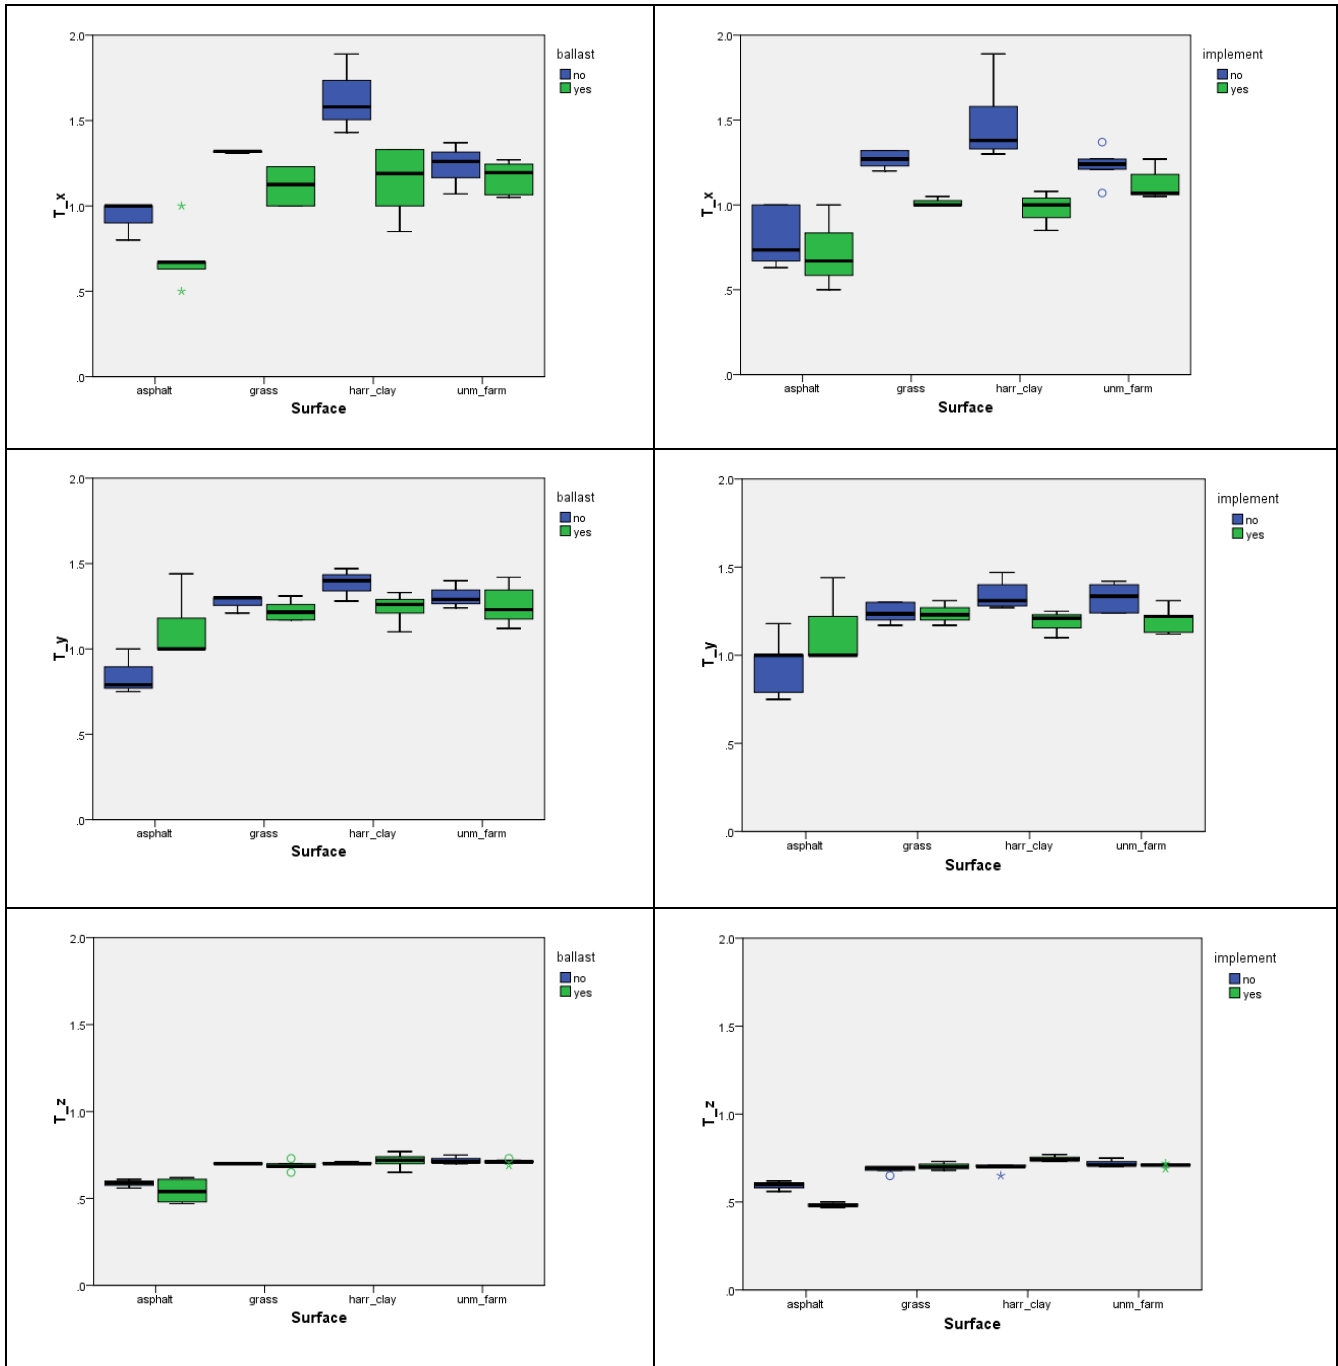 2.0
1.5
1.0
.5
.0
T_x
asphalt grass harr_clay unm_farm
Surface
ballast
no
yes
2.0
1.5
1.0
.5
.0
T_x
asphalt grass harr_clay unm_farm
Surface
implement
no
yes
2.0
1.5
1.0
.5
.0
T_y
asphalt grass harr_clay unm_farm
Surface
ballast
no
yes
2.0
1.5
1.0
.5
.0
T_y
asphalt grass harr_clay unm_farm
Surface
implement
no
yes
2.0
1.5
1.0
.5
.0
T_z
asphalt grass harr_clay unm_farm
Surface
ballast
no
yes
2.0
1.5
1.0
.5
.0
T_z
asphalt grass harr_clay unm_farm
Surface
implement
no
yes